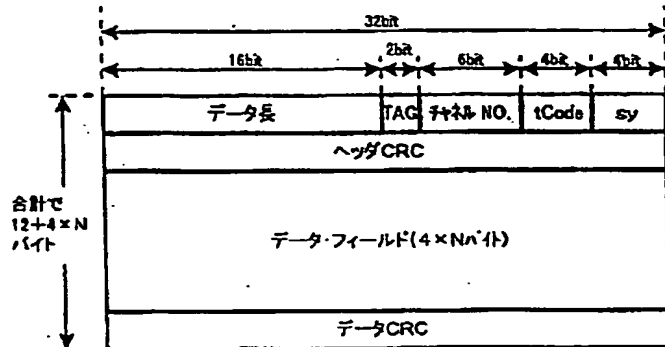 32bit
16bit 2bit 6bit 4bit 4bit
データ長 TAG チャネル NO. tCode sy
ヘッダCRC
合計で
12+4×N
バイト
データ・フィールド(4×Nバイト)
データCRC